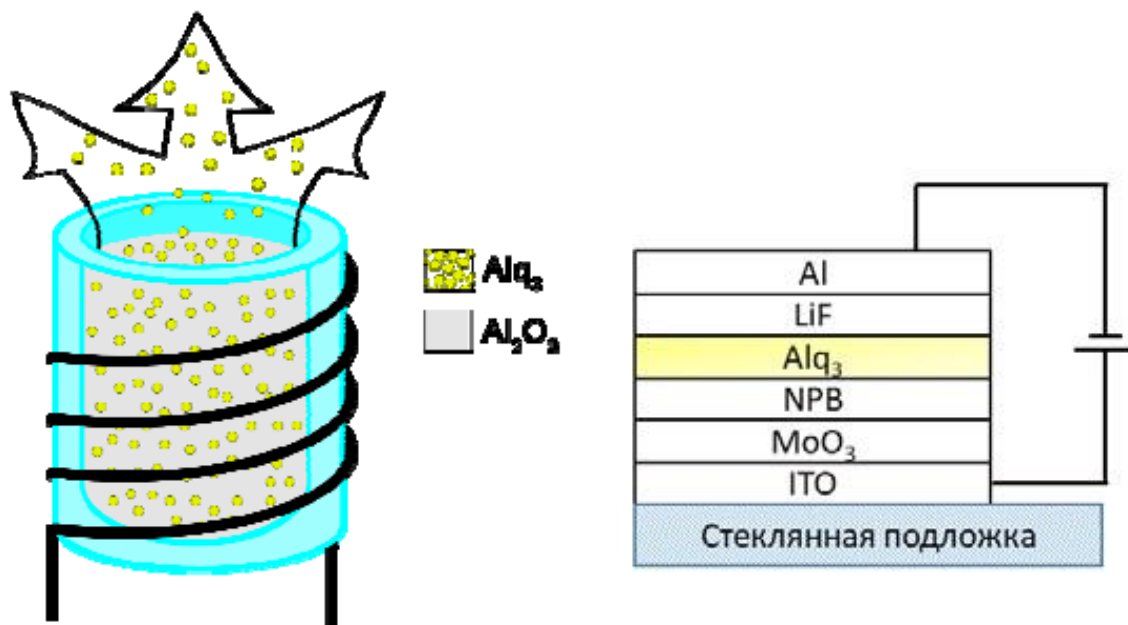 Alq₃
Al₂O₃
Al
LiF
Alq₃
NPB
MoO₃
ITO
Стеклянная подложка